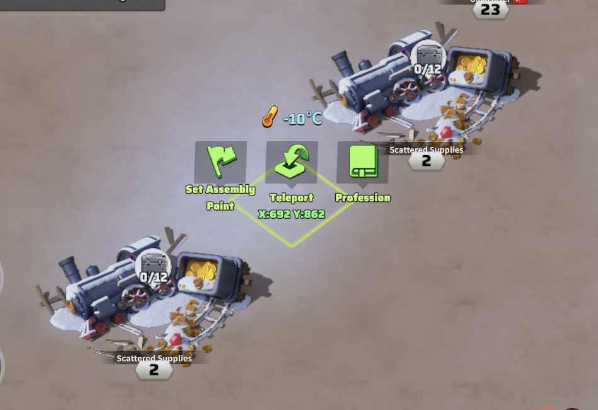 23
0/12
-10°C
Scattered Supplies
2
Set Assembly
Point
Teleport
Profession
X:692 Y:862
0/12
Scattered Supplies
2